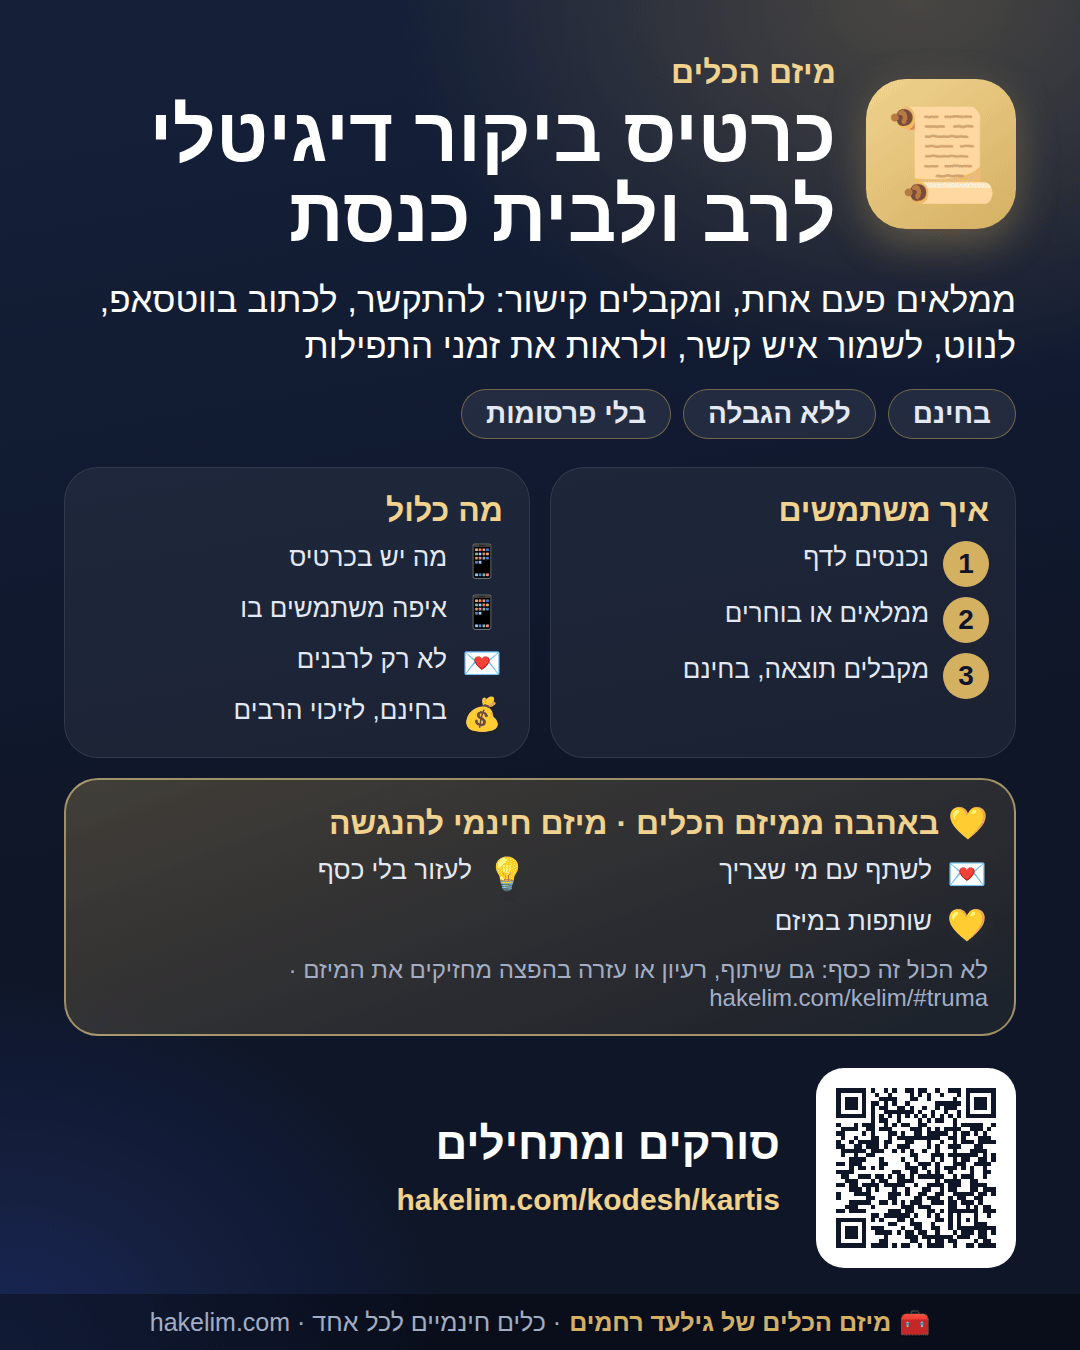 מיזם הכלים
כרטיס ביקור דיגיטלי
לרב ולבית כנסת
ממלאים פעם אחת, ומקבלים קישור: להתקשר, לכתוב בווטסאפ,
לנווט, לשמור איש קשר, ולראות את זמני התפילות
בחינם
ללא הגבלה
בלי פרסומות
איך משתמשים
1 נכנסים לדף
2 ממלאים או בוחרים
3 מקבלים תוצאה, בחינם
מה כלול
מה יש בכרטיס
איפה משתמשים בו
לא רק לרבנים
בחינם, לזיכוי הרבים
באהבה ממיזם הכלים · מיזם חינמי להנגשה
לשתף עם מי שצריך
לעזור בלי כסף
שותפות במיזם
לא הכול זה כסף: גם שיתוף, רעיון או עזרה בהפצה מחזיקים את המיזם ·
hakelim.com/kelim/#truma
סורקים ומתחילים
hakelim.com/kodesh/kartis
מיזם הכלים של גילעד רחמים · כלים חינמיים לכל אחד · hakelim.com